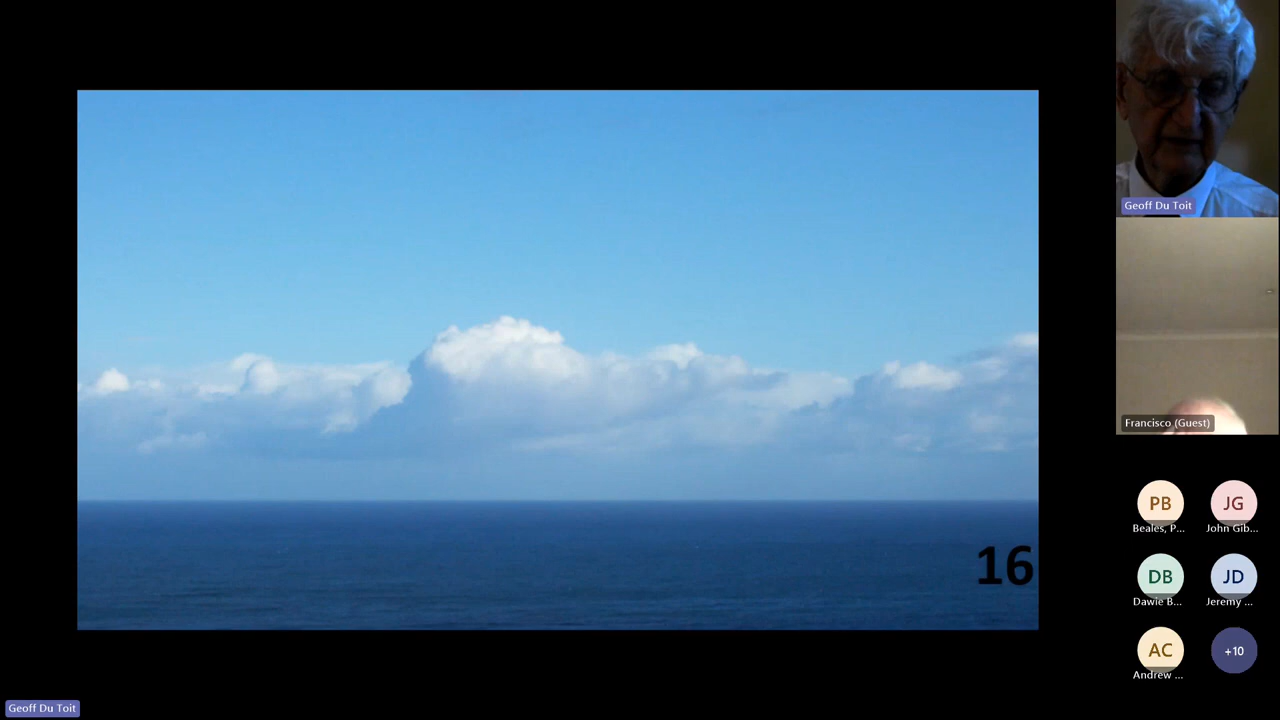 16
Geoff Du Toit
Francisco (Guest)
PB
JG
Beales, P...
John Gib...
DB
JD
Dawie B...
Jeremy ...
AC
+10
Andrew ...
Geoff Du Toit